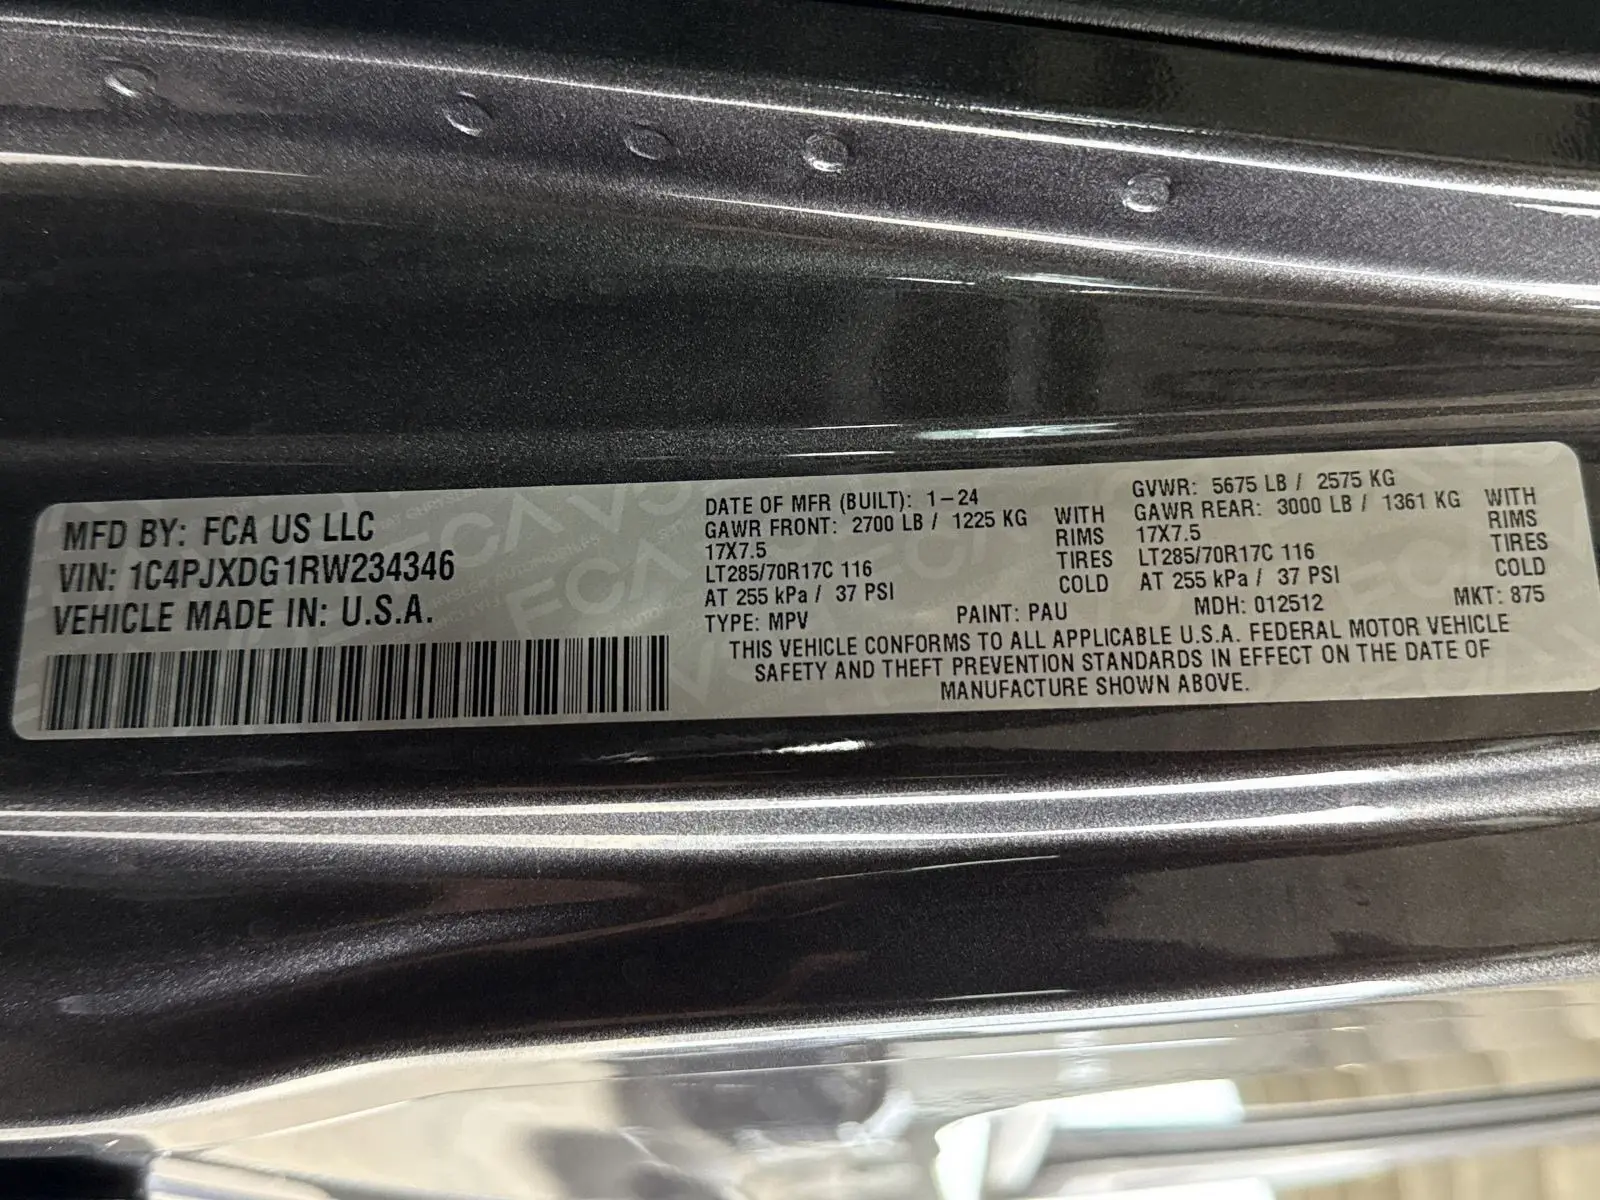 MFD BY: FCA US LLC
VIN: 1C4PJXDG1RW234346
VEHICLE MADE IN: U.S.A.
DATE OF MFR (BUILT): 1-24
GAWR FRONT: 2700 LB / 1225 KG WITH
17X7.5 RIMS
LT285/70R17C 116 TIRES
AT 255 kPa / 37 PSI COLD
GVWR: 5675 LB / 2575 KG
GAWR REAR: 3000 LB / 1361 KG WITH
17X7.5 RIMS
LT285/70R17C 116 TIRES
AT 255 kPa / 37 PSI COLD
TYPE: MPV PAINT: PAU MDH: 012512 MKT: 875
THIS VEHICLE CONFORMS TO ALL APPLICABLE U.S.A. FEDERAL MOTOR VEHICLE
SAFETY AND THEFT PREVENTION STANDARDS IN EFFECT ON THE DATE OF
MANUFACTURE SHOWN ABOVE.